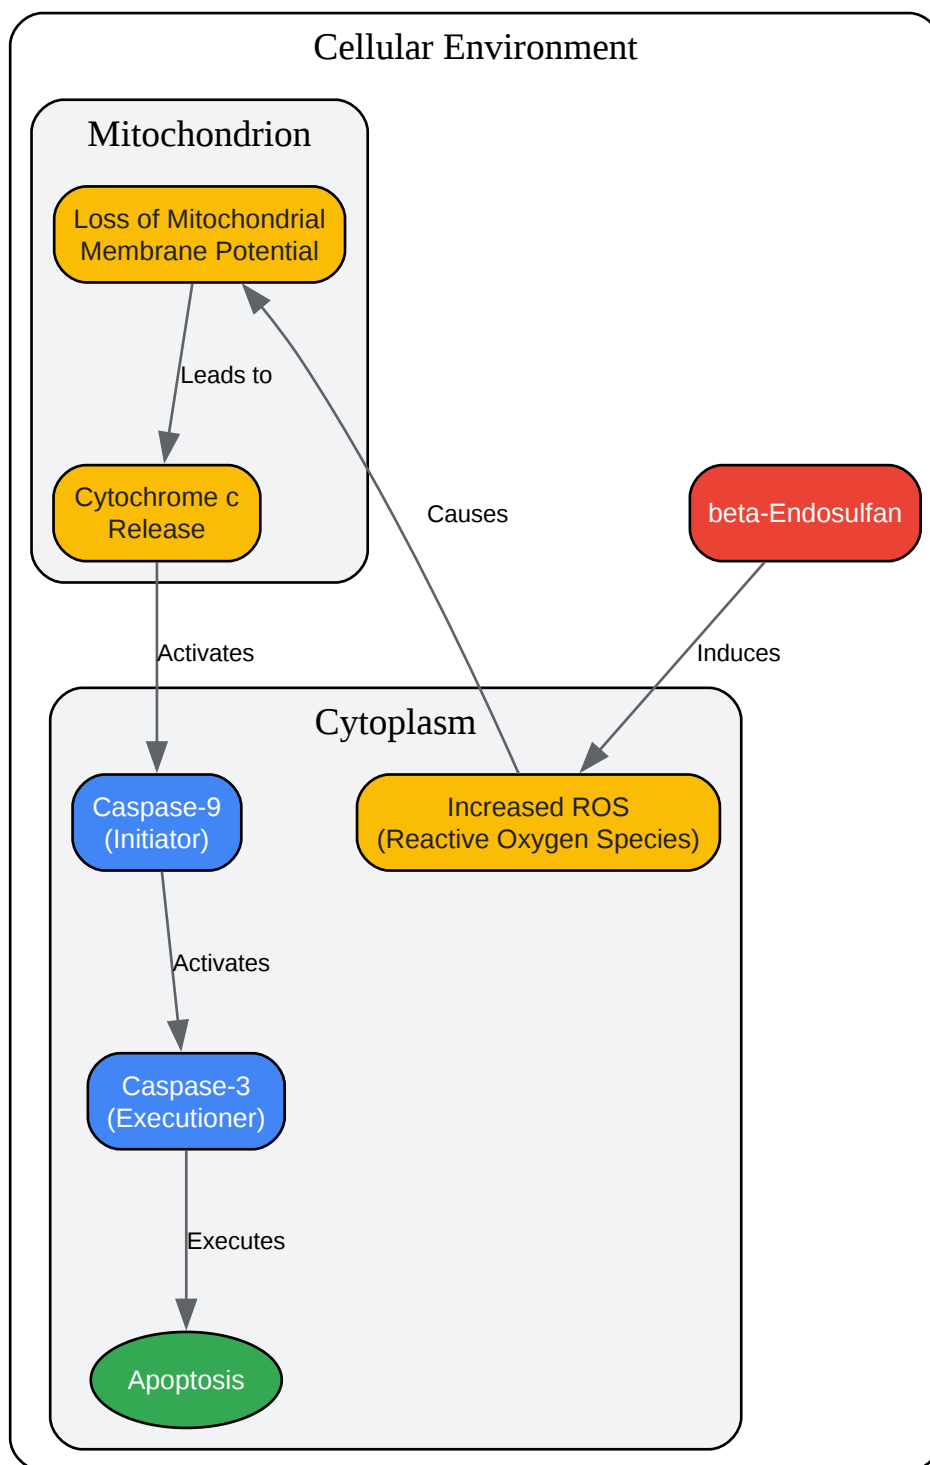 Cellular Environment
Mitochondrion
Loss of Mitochondrial
Membrane Potential
Leads to
Cytochrome c
Release
Causes
beta-Endosulfan
Activates
Induces
Cytoplasm
Caspase-9
(Initiator)
Increased ROS
(Reactive Oxygen Species)
Activates
Caspase-3
(Executioner)
Executes
Apoptosis